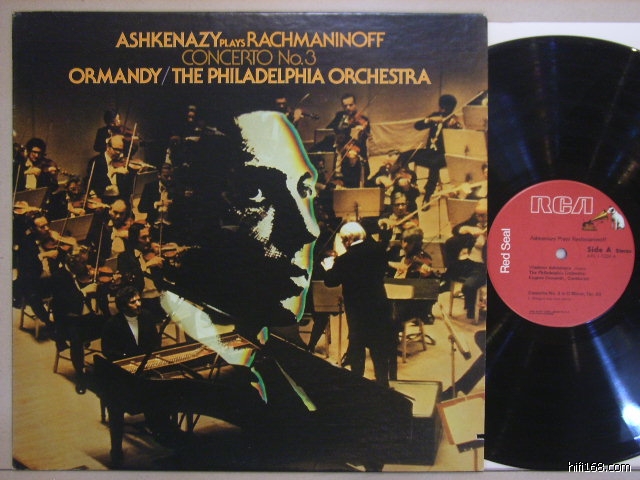 ASHKENAZY PLAYS RACHMANINOFF
CONCERTO No. 3
ORMANDY/THE PHILADELPHIA ORCHESTRA
RCA
Red Seal
Ashkenazy Plays Rachmaninoff
Side A Stereo
Vladimir Ashkenazy
The Philadelphia Orchestra
Eugene Ormandy, Conductor
Concerto No. 3 in D Minor, Op. 30
hifi168.com